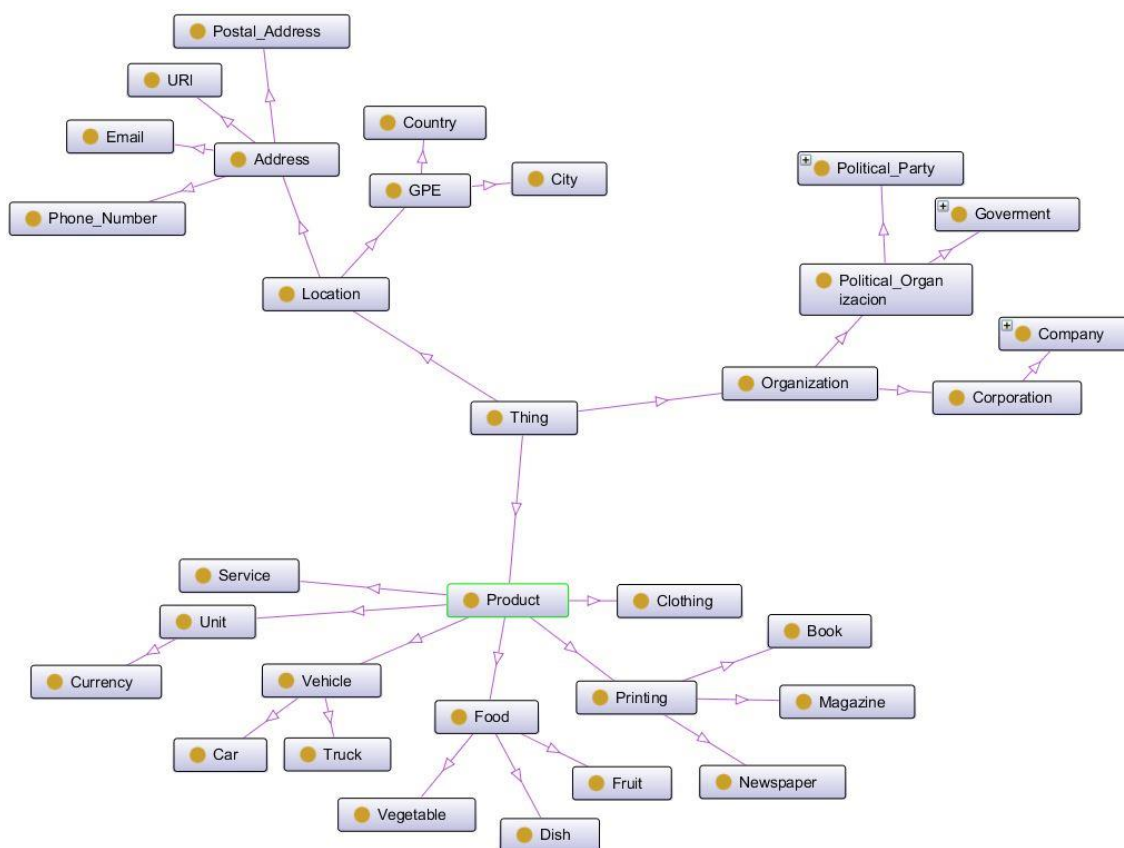 Postal_Address
URI
Email
Address
Phone_Number
Country
GPE
City
Location
Political_Party
Goverment
Political_Organ
izacion
Company
Organization
Corporation
Thing
Service
Product
Clothing
Unit
Book
Currency
Vehicle
Printing
Magazine
Food
Car
Truck
Fruit
Newspaper
Vegetable
Dish